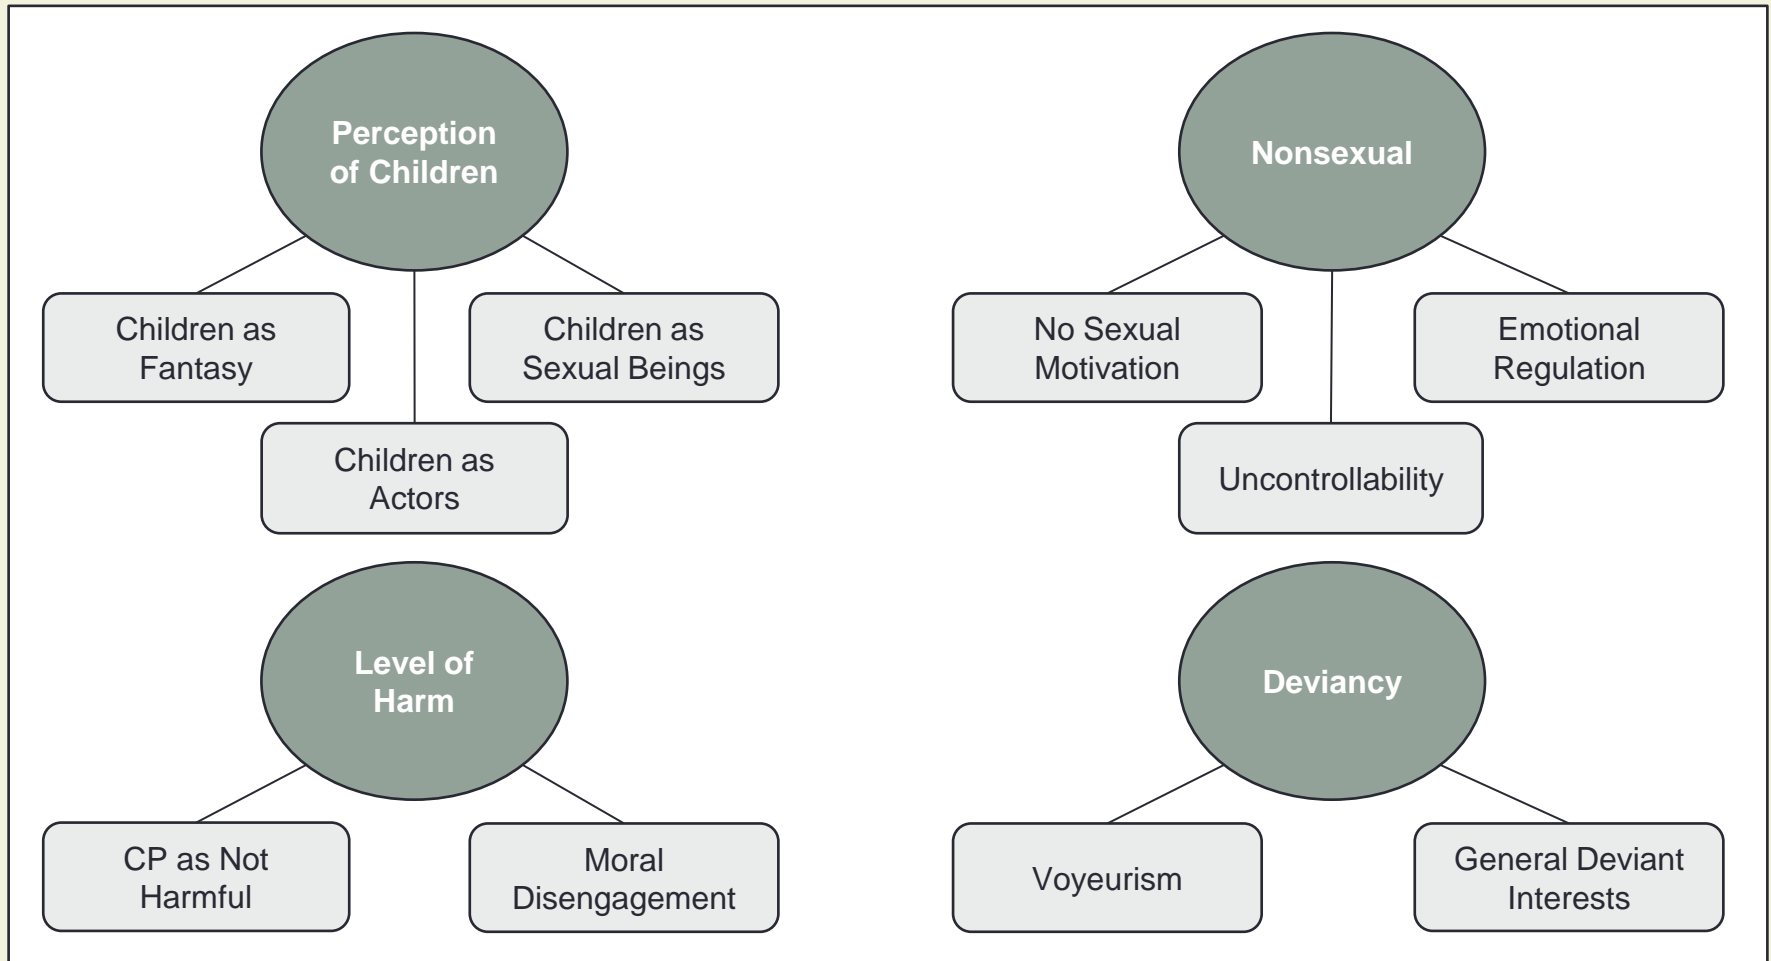 Perception
of Children
Children as
Fantasy
Children as
Actors
Children as
Sexual Beings
Nonsexual
No Sexual
Motivation
Uncontrollability
Emotional
Regulation
Level of
Harm
CP as Not
Harmful
Moral
Disengagement
Deviancy
Voyeurism
General Deviant
Interests